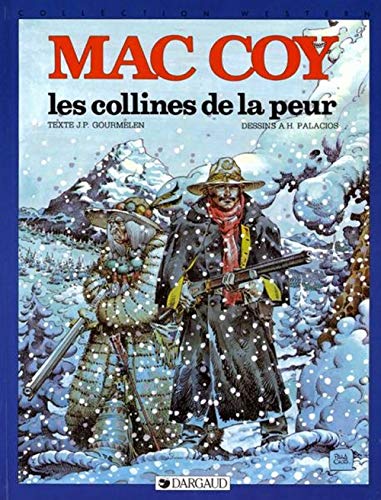 COLLECTION WESTERN
MAC COY
les collines de la peur
TEXTE J.P. GOURMELEN DESSINS A.H. PALACIOS
DARGAUD